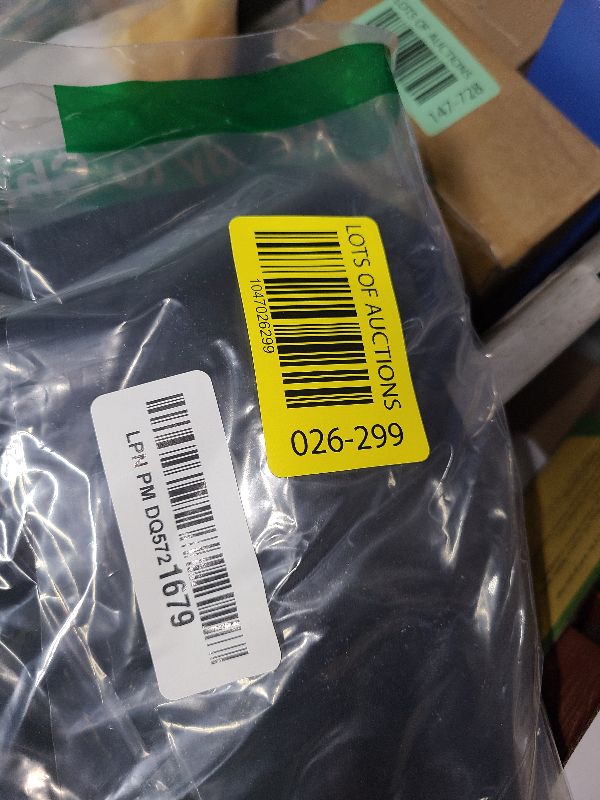 LOTS OF AUCTIONS
147-728
LOTS OF AUCTIONS
1047026299
026-299
LPN PM DQ5721679